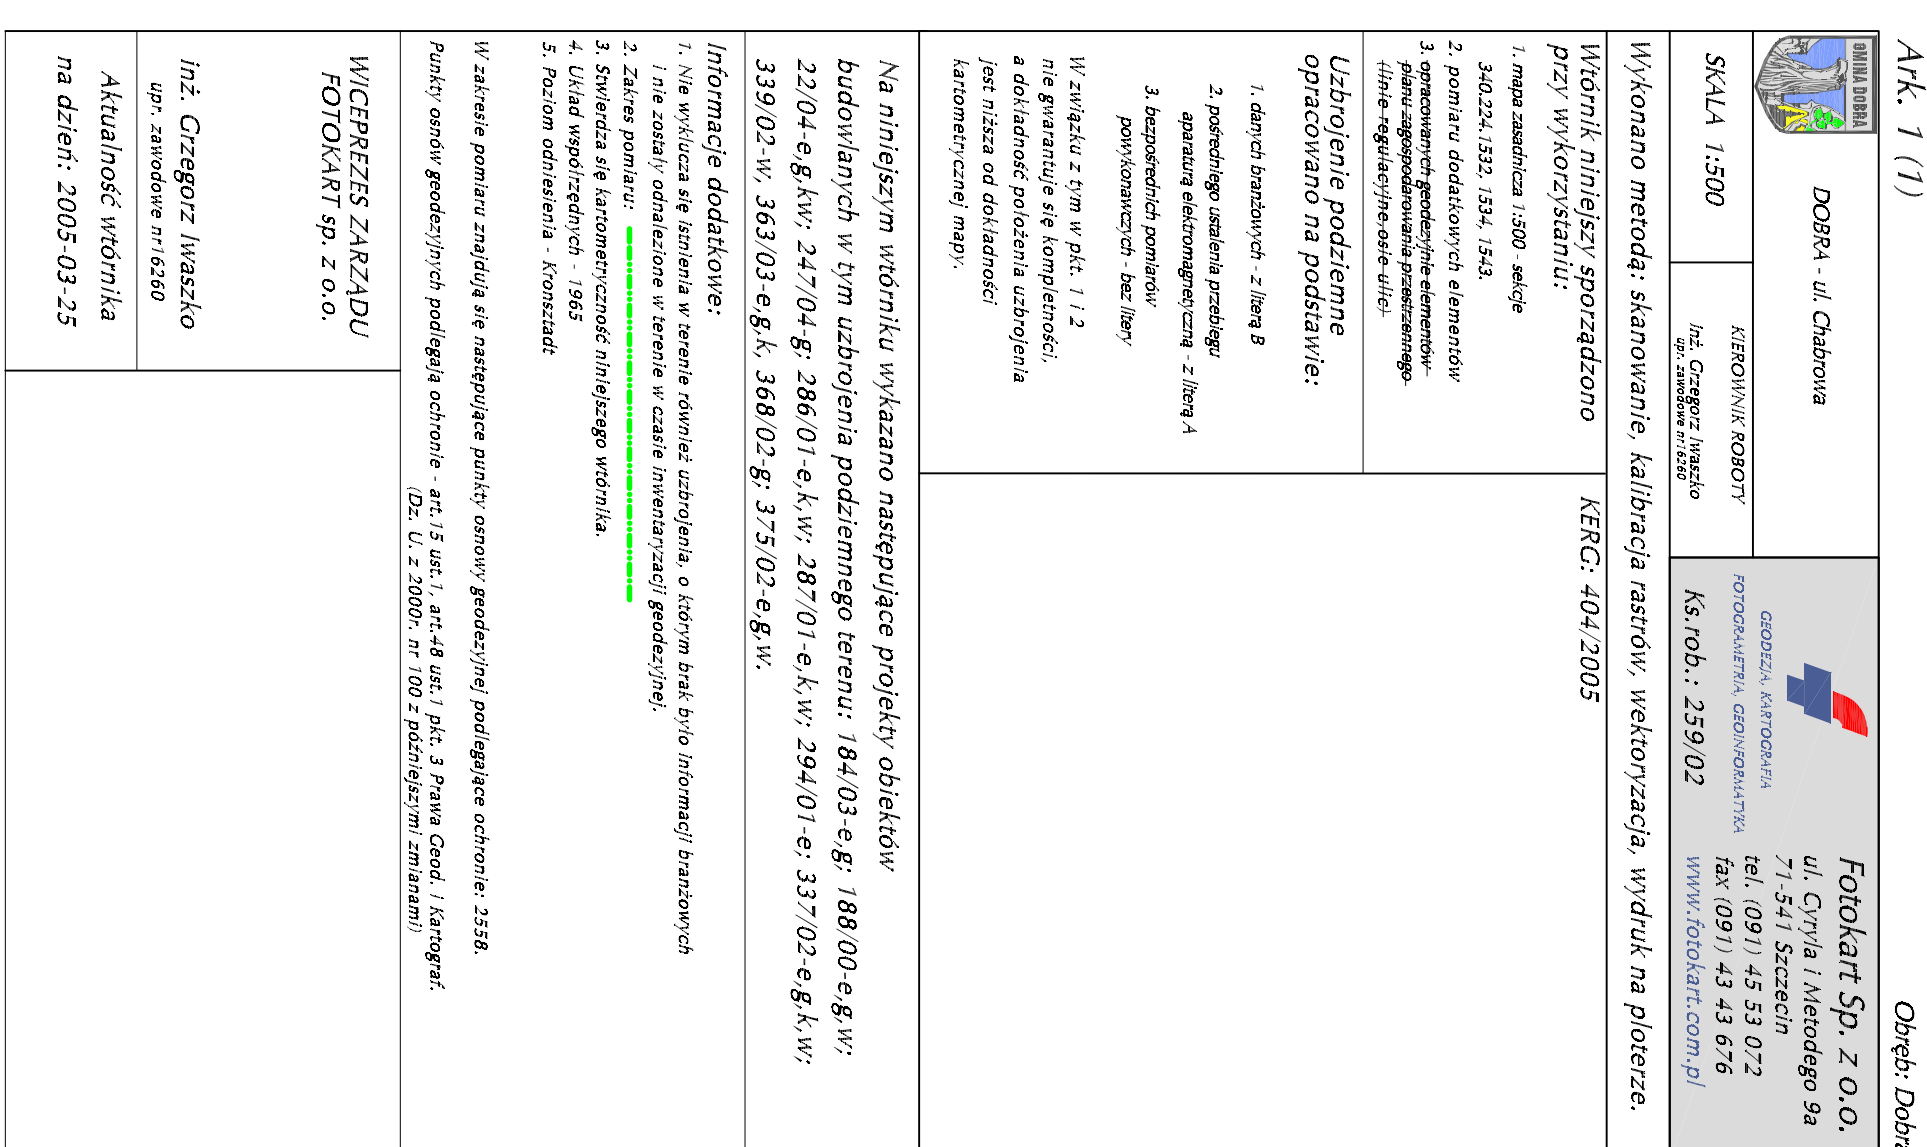 Ark. 1 (1)
Obręb: Dobra
GMINA DOBRA
DOBRA - ul. Chabrowa
SKALA 1:500
KIEROWNIK ROBOTY
inż. Grzegorz Iwaszko
upr. zawodowe nr16260
GEODEZJA, KARTOGRAFIA
FOTOGRAMETRIA, GEOINFORMATYKA
Ks.rob.: 259/02
Fotokart Sp. z o.o.
ul. Cyryla i Metodego 9a
71-541 Szczecin
tel. (091) 45 53 072
fax (091) 43 43 676
www.fotokart.com.pl
Wykonano metodą: skanowanie, kalibracja rastrów, wektoryzacja, wydruk na ploterze.
Wtórnik niniejszy sporządzono
przy wykorzystaniu:
1. mapa zasadnicza 1:500 - sekcje
340.224.1532, 1534, 1543.
2. pomiaru dodatkowych elementów
3. opracowanych geodezyjnie elementów
planu zagospodarowania przestrzennego
(linie regulacyjne,osie ulic)
KERG: 404/2005
Uzbrojenie podziemne
opracowano na podstawie:
1. danych branżowych - z literą B
2. pośredniego ustalenia przebiegu
aparaturą elektromagnetyczną - z literą A
3. bezpośrednich pomiarów
powykonawczych - bez litery
W związku z tym w pkt. 1 i 2
nie gwarantuje się kompletności,
a dokładność położenia uzbrojenia
jest niższa od dokładności
kartometrycznej mapy.
Na niniejszym wtórniku wykazano następujące projekty obiektów
budowlanych w tym uzbrojenia podziemnego terenu: 184/03-e,g; 188/00-e,g,w;
22/04-e,g,kw; 247/04-g; 286/01-e,k,w; 287/01-e,k,w; 294/01-e; 337/02-e,g,k,w;
339/02-w, 363/03-e,g,k, 368/02-g; 375/02-e,g,w.
Informacje dodatkowe:
1. Nie wyklucza się istnienia w terenie również uzbrojenia, o którym brak było informacji branżowych
i nie zostały odnalezione w terenie w czasie inwentaryzacji geodezyjnej.
2. Zakres pomiaru:
3. Stwierdza się kartometryczność niniejszego wtórnika.
4. Układ współrzędnych - 1965
5. Poziom odniesienia - Kronsztadt
W zakresie pomiaru znajdują się następujące punkty osnowy geodezyjnej podlegające ochronie: 2558.
Punkty osnów geodezyjnych podlegają ochronie - art.15 ust.1, art.48 ust.1 pkt. 3 Prawa Geod. i Kartograf.
(Dz. U. z 2000r. nr 100 z późniejszymi zmianami)
WICEPREZES ZARZĄDU
FOTOKART sp. z o.o.
inż. Grzegorz Iwaszko
upr. zawodowe nr16260
Aktualność wtórnika
na dzień: 2005-03-25